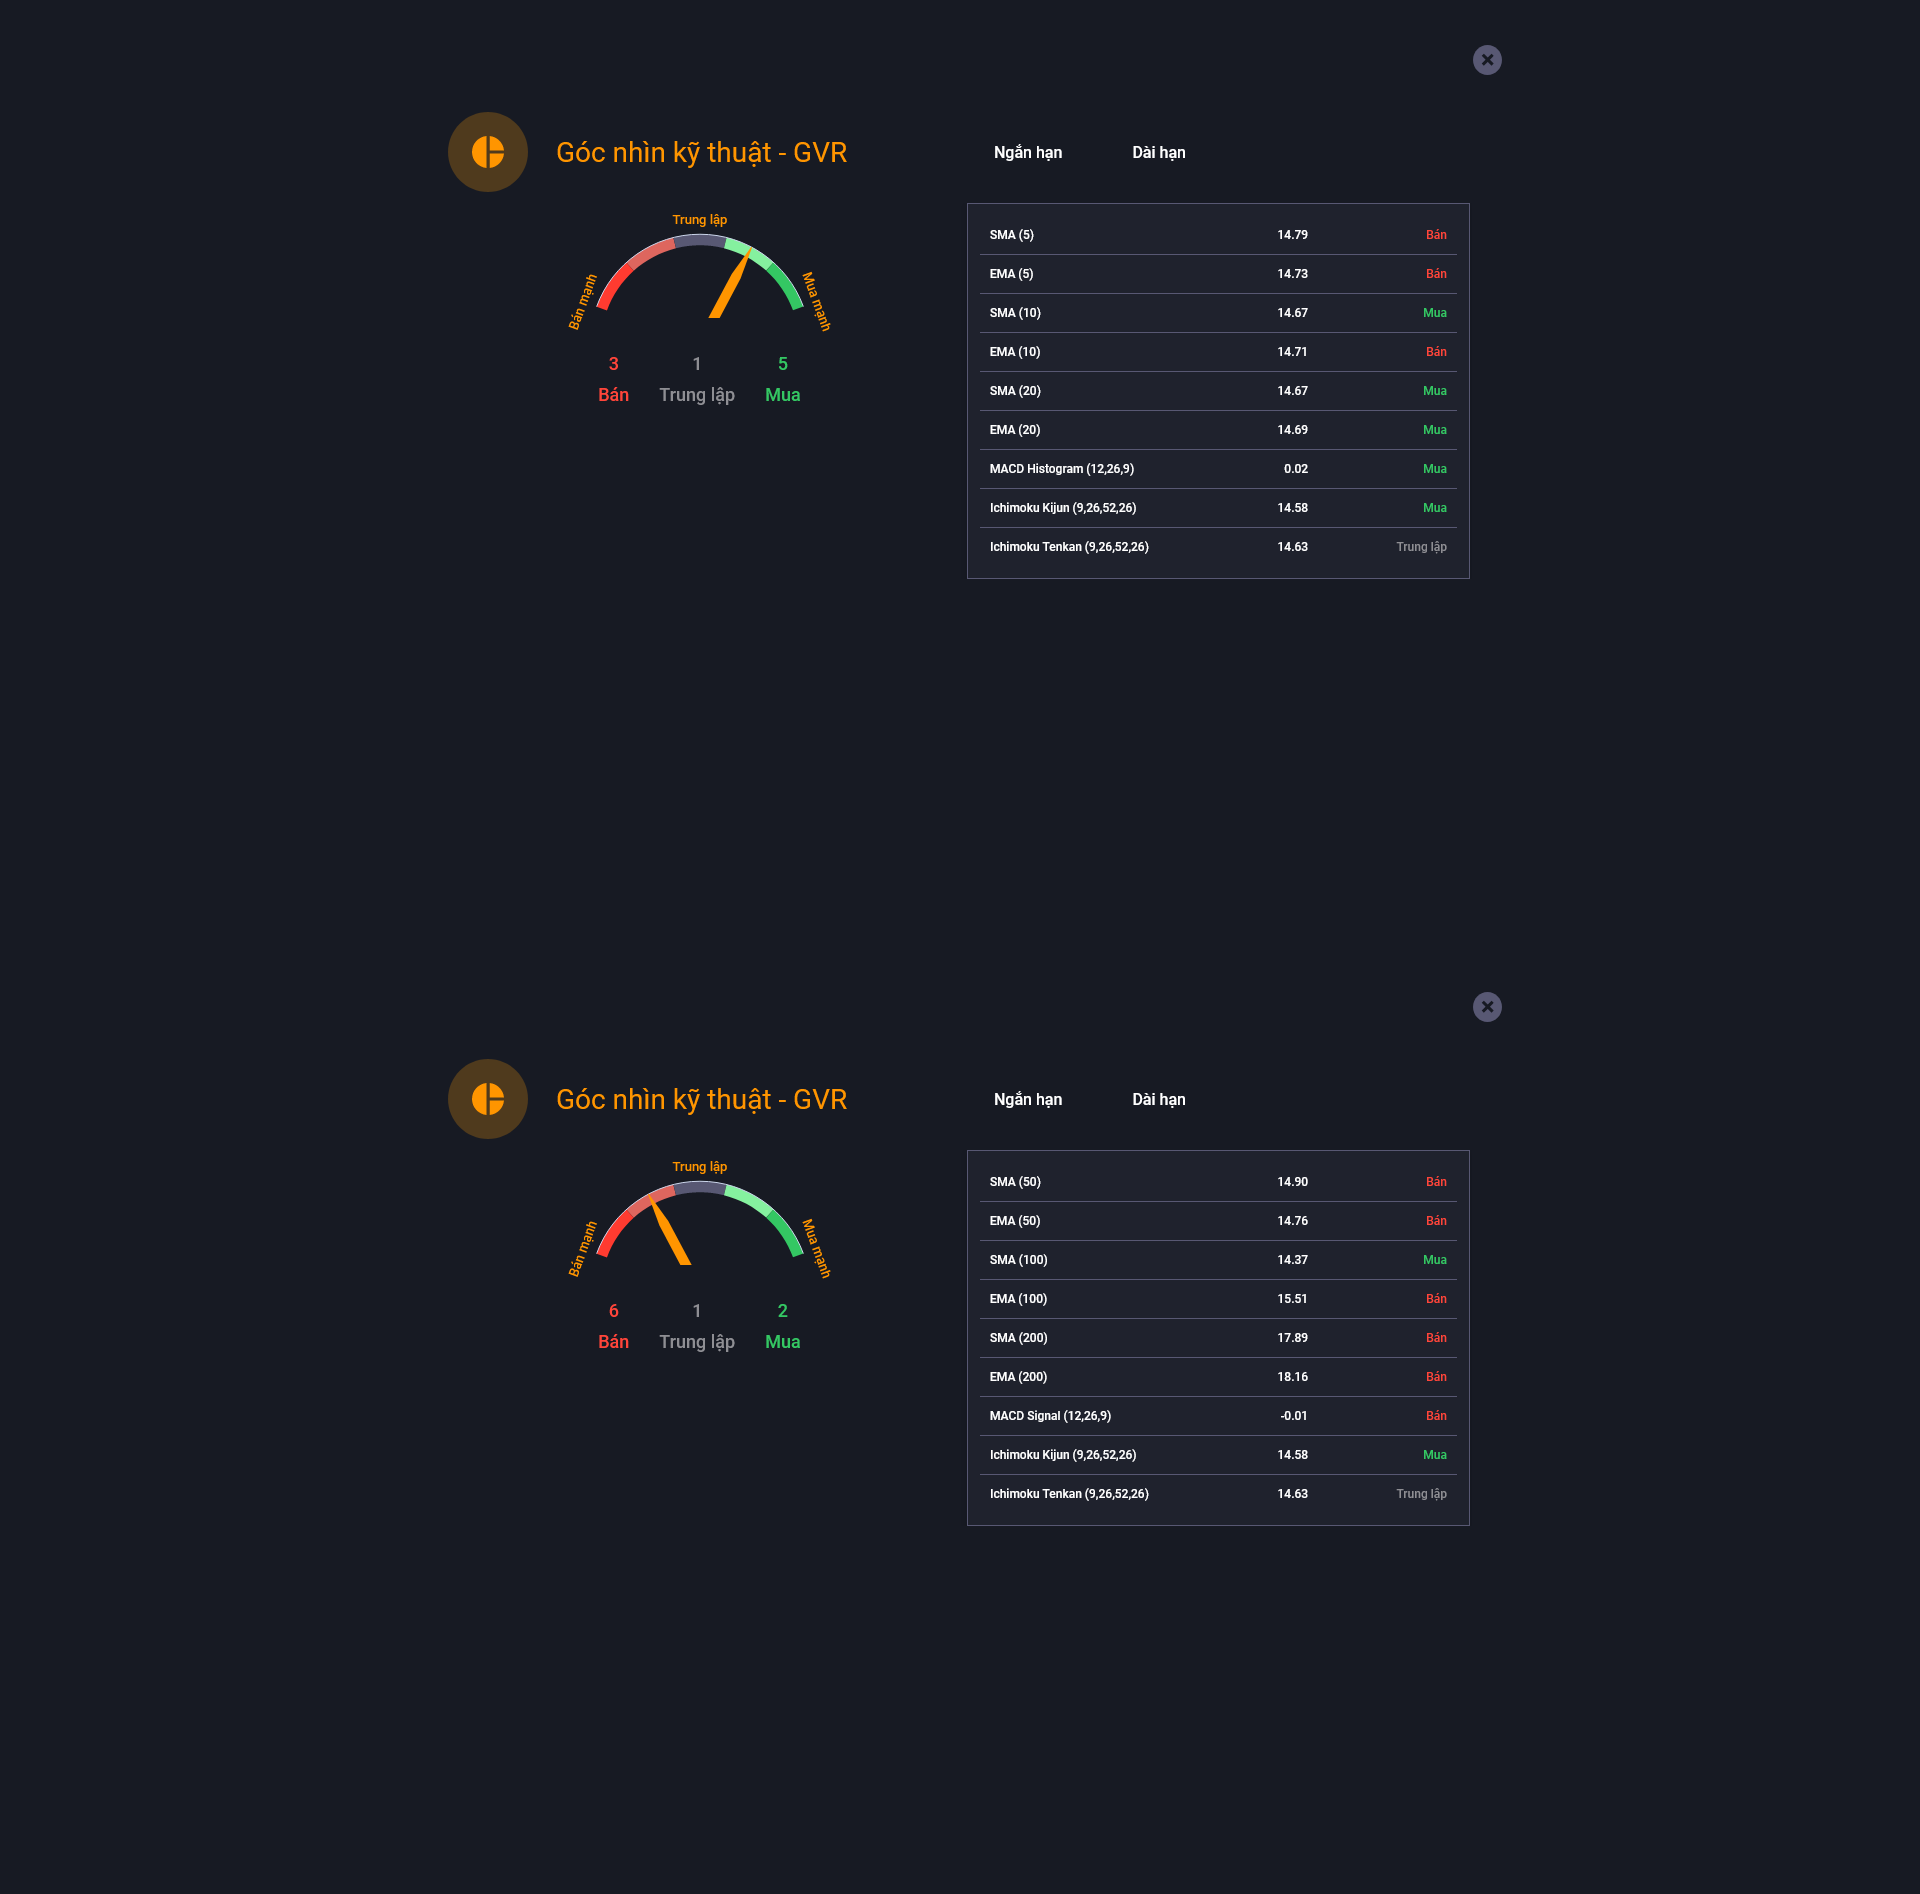 Góc nhìn kỹ thuật - GVR
Ngắn hạn Dài hạn
Trung lập
Bán mạnh
Mua mạnh
3 1 5
Bán Trung lập Mua
SMA (5) 14.79 Bán
EMA (5) 14.73 Bán
SMA (10) 14.67 Mua
EMA (10) 14.71 Bán
SMA (20) 14.67 Mua
EMA (20) 14.69 Mua
MACD Histogram (12,26,9) 0.02 Mua
Ichimoku Kijun (9,26,52,26) 14.58 Mua
Ichimoku Tenkan (9,26,52,26) 14.63 Trung lập
Góc nhìn kỹ thuật - GVR
Ngắn hạn Dài hạn
Trung lập
Bán mạnh
Mua mạnh
6 1 2
Bán Trung lập Mua
SMA (50) 14.90 Bán
EMA (50) 14.76 Bán
SMA (100) 14.37 Mua
EMA (100) 15.51 Bán
SMA (200) 17.89 Bán
EMA (200) 18.16 Bán
MACD Signal (12,26,9) -0.01 Bán
Ichimoku Kijun (9,26,52,26) 14.58 Mua
Ichimoku Tenkan (9,26,52,26) 14.63 Trung lập